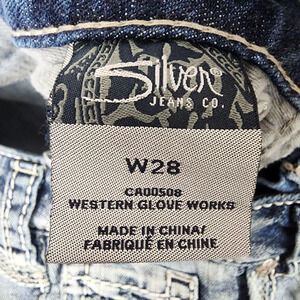 Silver
JEANS CO.
W28
CA00508
WESTERN GLOVE WORKS
MADE IN CHINA/
FABRIQUÉ EN CHINE